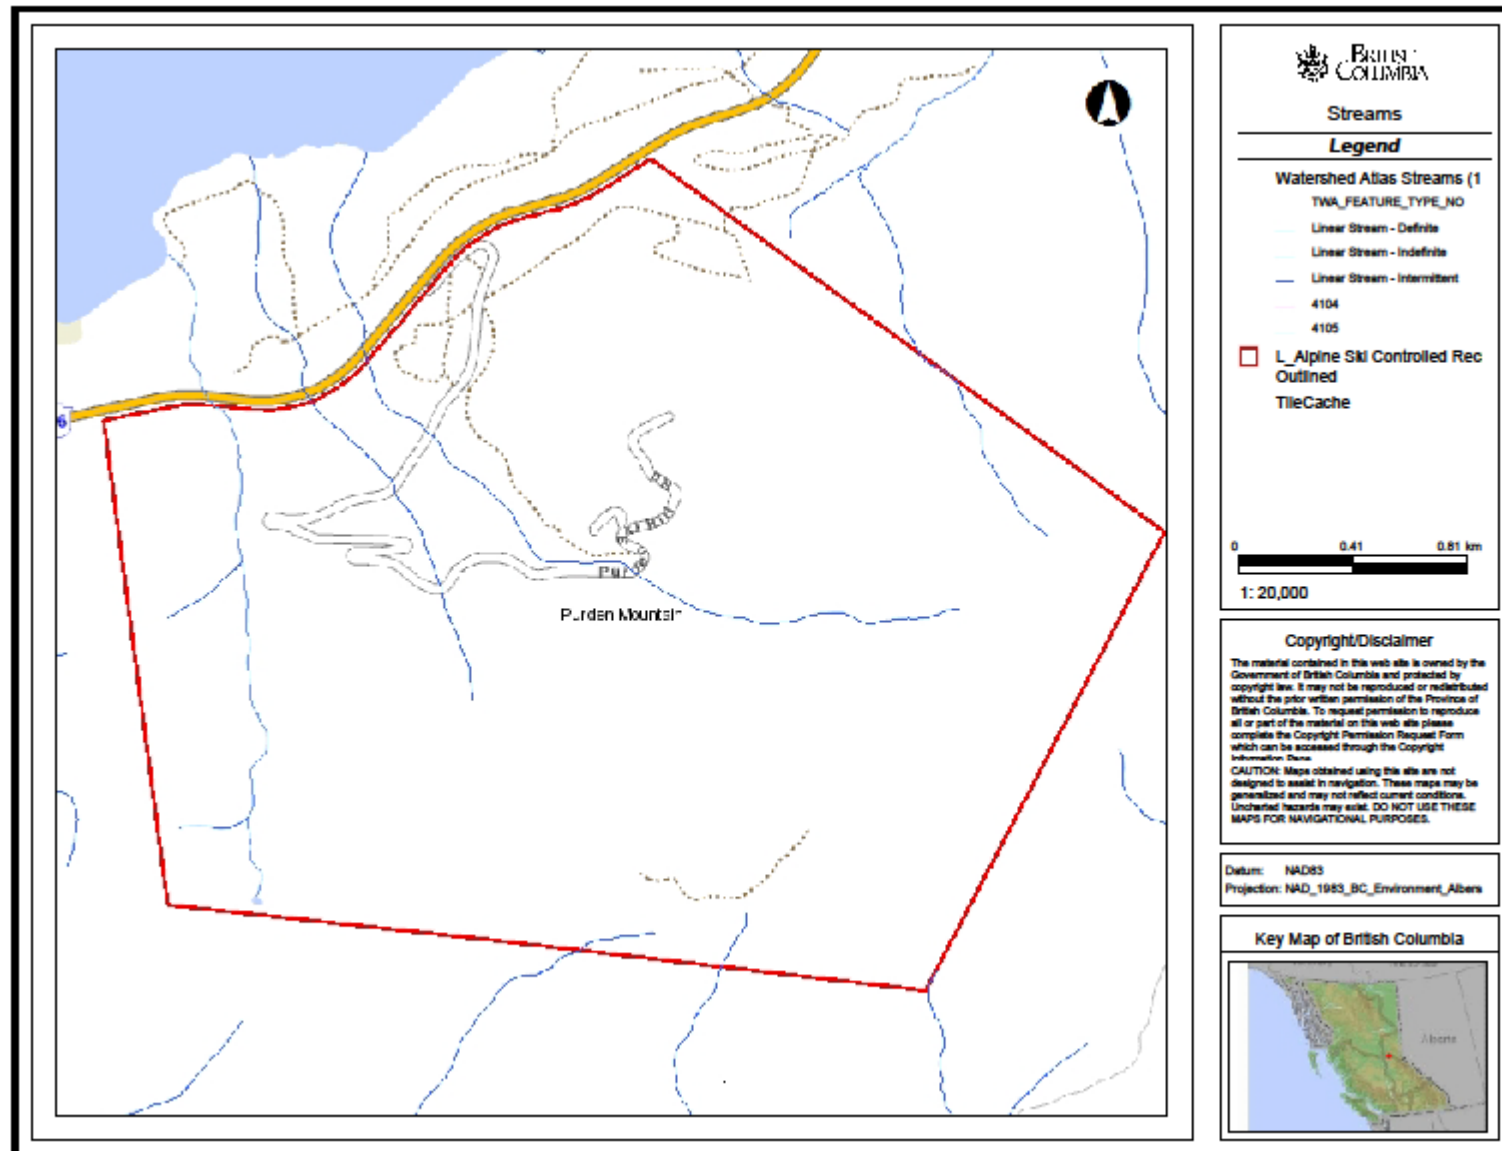 6
Pur
Purden Mountain
BRITISH
COLUMBIA
Streams
Legend
Watershed Atlas Streams (1
TWA_FEATURE_TYPE_NO
Linear Stream - Definite
Linear Stream - Indefinite
Linear Stream - Intermittent
4104
4105
L_Alpine Ski Controlled Rec
Outlined
TileCache
0 0.41 0.81 km
1: 20,000
Copyright/Disclaimer
The material contained in this web site is owned by the
Government of British Columbia and protected by
copyright law. It may not be reproduced or redistributed
without the prior written permission of the Province of
British Columbia. To request permission to reproduce
all or part of the material on this web site please
complete the Copyright Permission Request Form
which can be accessed through the Copyright
Information Page.
CAUTION: Maps obtained using this site are not
designed to assist in navigation. These maps may be
generalized and may not reflect current conditions.
Uncharted hazards may exist. DO NOT USE THESE
MAPS FOR NAVIGATIONAL PURPOSES.
Datum: NAD83
Projection: NAD_1983_BC_Environment_Albers
Key Map of British Columbia
Alberta